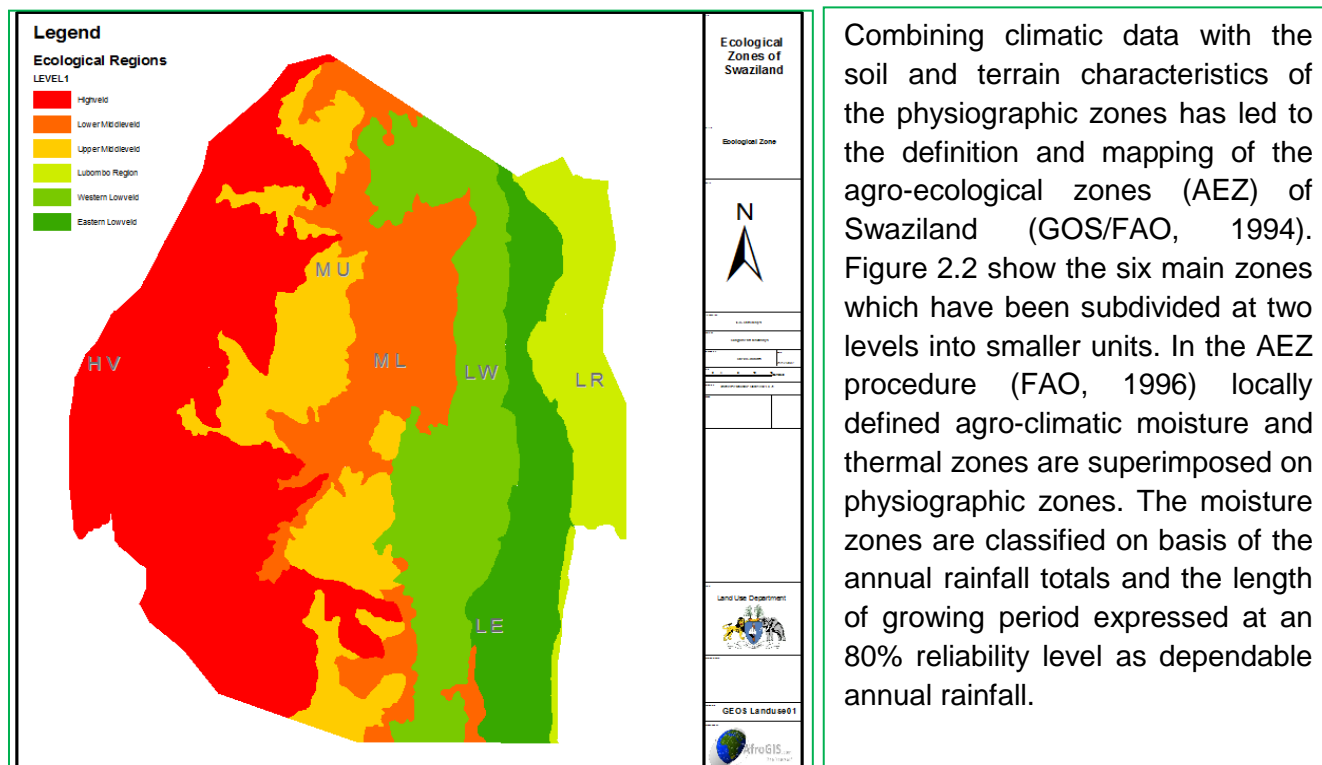 Legend
Ecological Regions
LEVEL1
Highveld
Lower Middleveld
Upper Middleveld
Lubombo Region
Western Lowveld
Eastern Lowveld
HV
MU
ML
LW
LR
LE
Ecological
Zones of
Swaziland
Ecological Zone
N
Land Use Department
GEOS Landuse01
AfroGIS
Combining climatic data with the
soil and terrain characteristics of
the physiographic zones has led to
the definition and mapping of the
agro-ecological zones (AEZ) of
Swaziland (GOS/FAO, 1994).
Figure 2.2 show the six main zones
which have been subdivided at two
levels into smaller units. In the AEZ
procedure (FAO, 1996) locally
defined agro-climatic moisture and
thermal zones are superimposed on
physiographic zones. The moisture
zones are classified on basis of the
annual rainfall totals and the length
of growing period expressed at an
80% reliability level as dependable
annual rainfall.